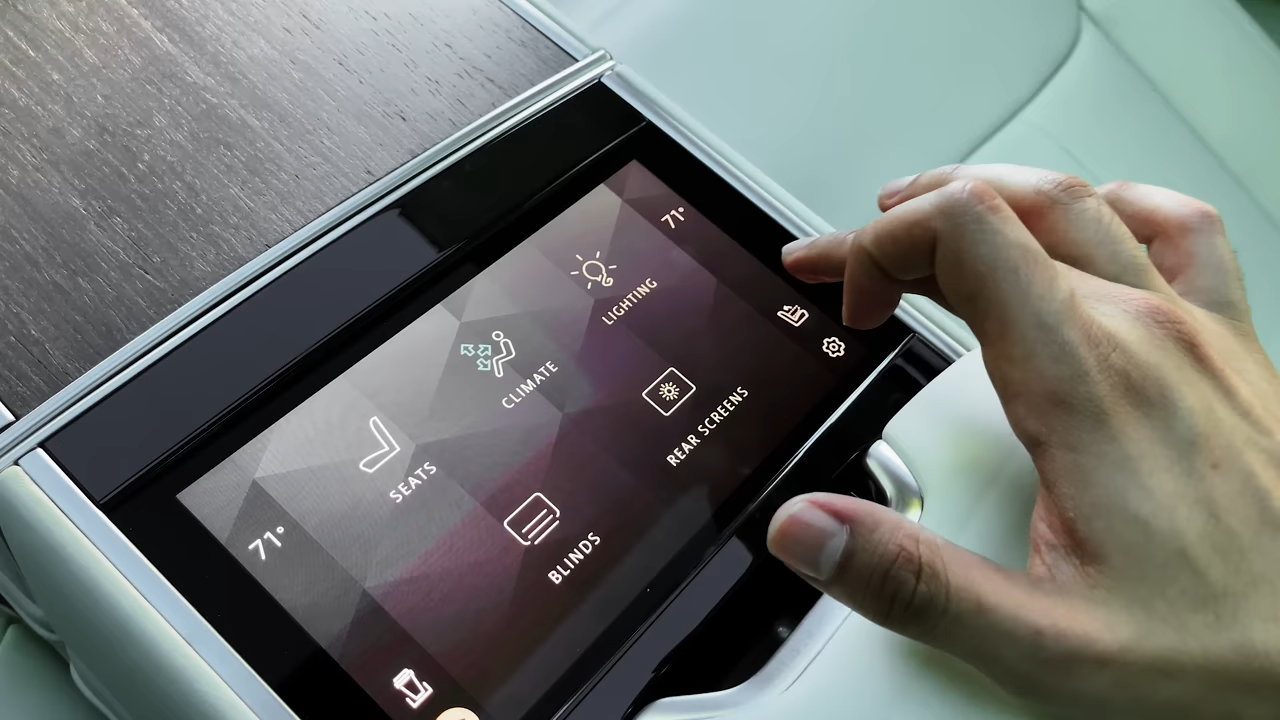 71°
SEATS
CLIMATE
LIGHTING
71°
BLINDS
REAR SCREENS